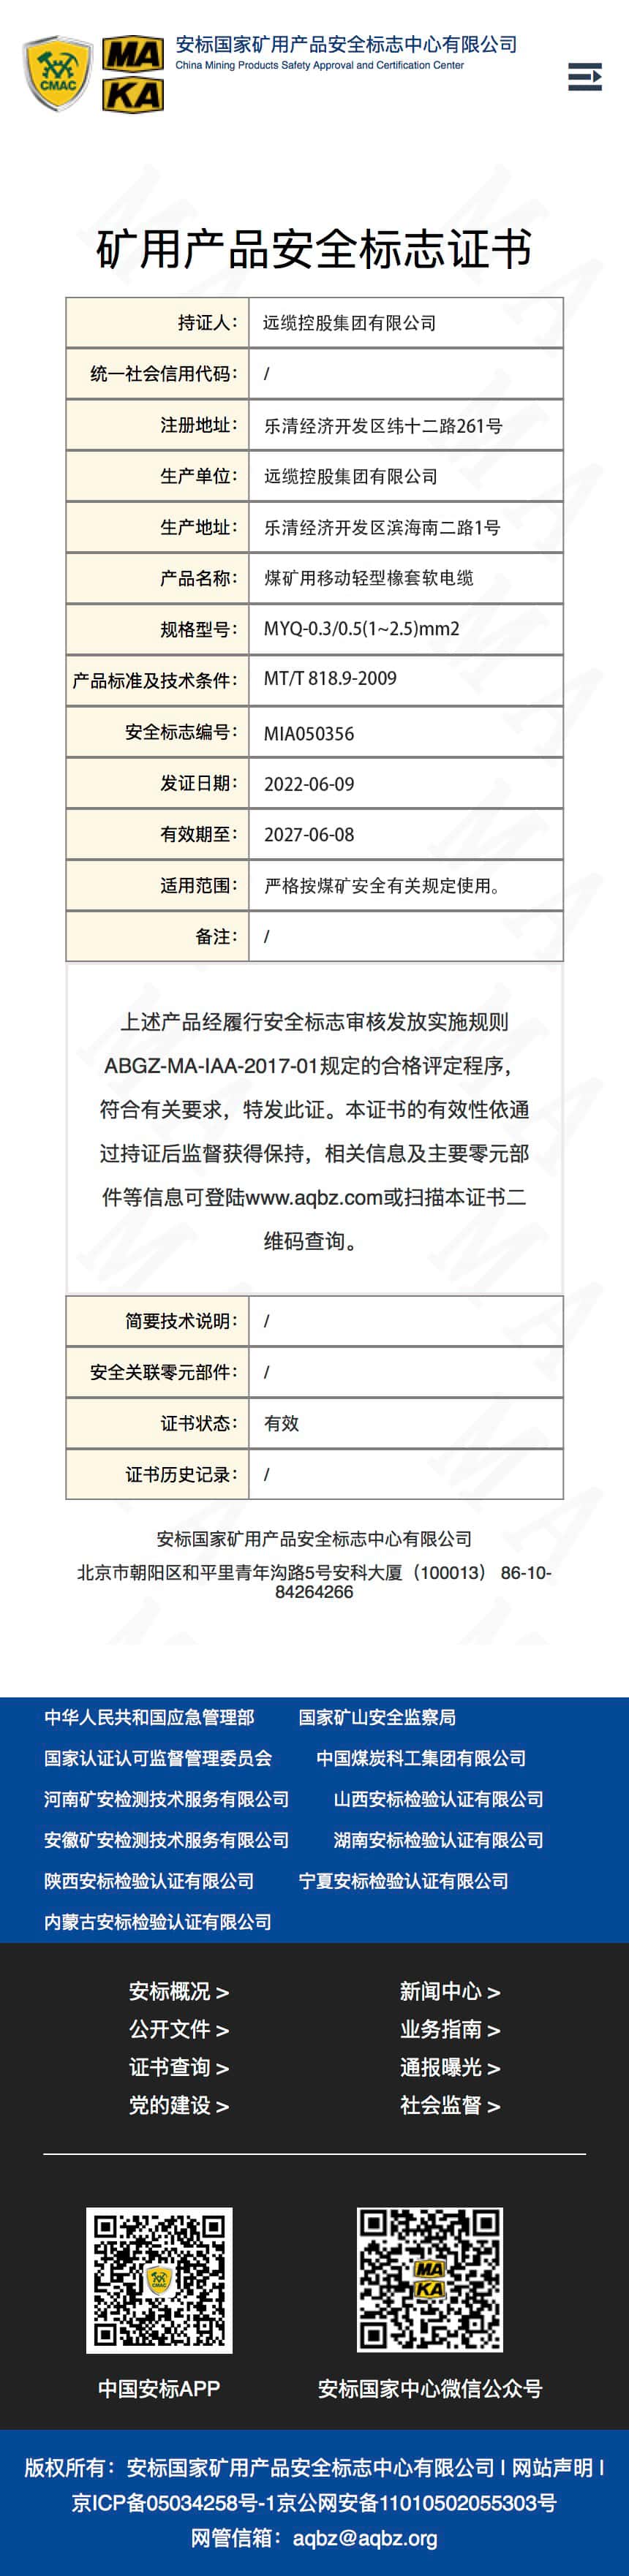 CMAC
MA
KA
安标国家矿用产品安全标志中心有限公司
China Mining Products Safety Approval and Certification Center
矿用产品安全标志证书
持证人： 远缆控股集团有限公司
统一社会信用代码： /
注册地址： 乐清经济开发区纬十二路261号
生产单位： 远缆控股集团有限公司
生产地址： 乐清经济开发区滨海南二路1号
产品名称： 煤矿用移动轻型橡套软电缆
规格型号： MYQ-0.3/0.5(1~2.5)mm2
产品标准及技术条件： MT/T 818.9-2009
安全标志编号： MIA050356
发证日期： 2022-06-09
有效期至： 2027-06-08
适用范围： 严格按煤矿安全有关规定使用。
备注： /
上述产品经履行安全标志审核发放实施规则
ABGZ-MA-IAA-2017-01规定的合格评定程序，
符合有关要求，特发此证。本证书的有效性依通
过持证后监督获得保持，相关信息及主要零元部
件等信息可登陆www.aqbz.com或扫描本证书二
维码查询。
简要技术说明： /
安全关联零元部件： /
证书状态： 有效
证书历史记录： /
安标国家矿用产品安全标志中心有限公司
北京市朝阳区和平里青年沟路5号安科大厦（100013） 86-10-
84264266
中华人民共和国应急管理部 国家矿山安全监察局
国家认证认可监督管理委员会 中国煤炭科工集团有限公司
河南矿安检测技术服务有限公司 山西安标检验认证有限公司
安徽矿安检测技术服务有限公司 湖南安标检验认证有限公司
陕西安标检验认证有限公司 宁夏安标检验认证有限公司
内蒙古安标检验认证有限公司
安标概况 > 新闻中心 >
公开文件 > 业务指南 >
证书查询 > 通报曝光 >
党的建设 > 社会监督 >
CMAC
MA
KA
中国安标APP 安标国家中心微信公众号
版权所有：安标国家矿用产品安全标志中心有限公司 | 网站声明 |
京ICP备05034258号-1京公网安备11010502055303号
网管信箱：aqbz@aqbz.org